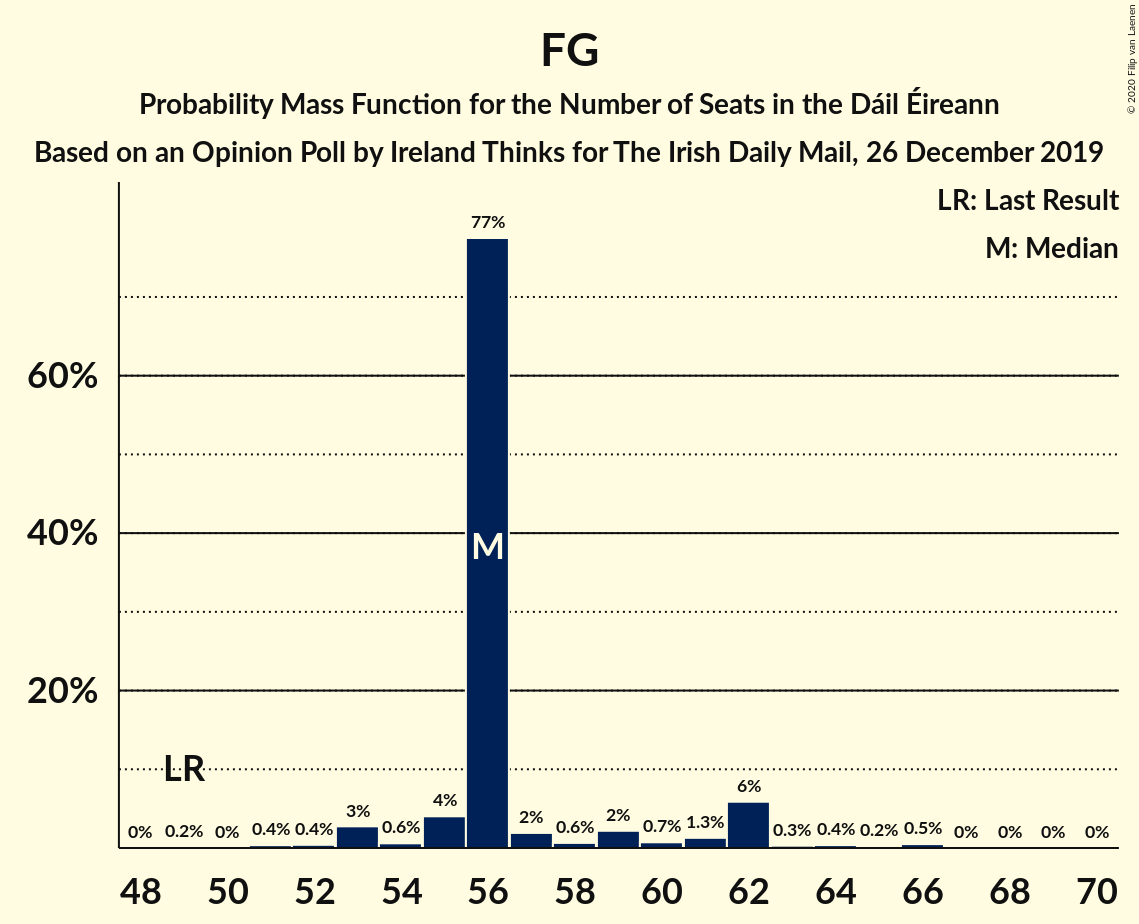 FG
Probability Mass Function for the Number of Seats in the Dáil Éireann
Based on an Opinion Poll by Ireland Thinks for The Irish Daily Mail, 26 December 2019
© 2020 Filip van Laenen
LR: Last Result
M: Median
77%
60%
40%
M
20%
LR
0% 0.2% 0% 0.4% 0.4% 3% 0.6% 4% 2% 0.6% 2% 0.7% 1.3% 6% 0.3% 0.4% 0.2% 0.5% 0% 0% 0% 0%
48 50 52 54 56 58 60 62 64 66 68 70